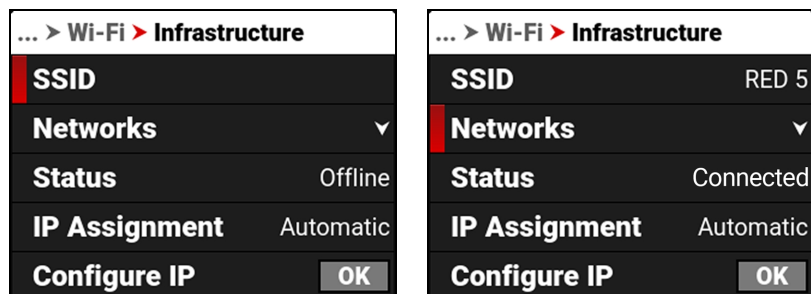 ... > Wi-Fi > Infrastructure
SSID
Networks
Status Offline
IP Assignment Automatic
Configure IP OK
... > Wi-Fi > Infrastructure
SSID RED 5
Networks
Status Connected
IP Assignment Automatic
Configure IP OK